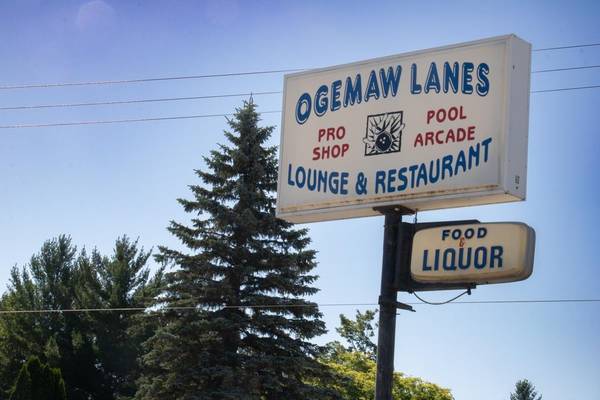 OGEMAW LANES
PRO SHOP
POOL ARCADE
LOUNGE & RESTAURANT
FOOD
&
LIQUOR